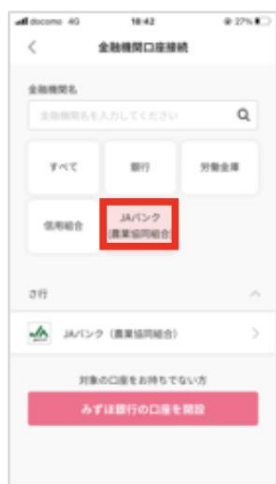 docomo 4G 18:42 @ 27%
金融機関口座接続
金融機関名
金融機関名を入力してください
すべて
銀行
労働金庫
信用組合
JAバンク
(農業協同組合)
さ行
JA
JAバンク (農業協同組合)
対象の口座をお持ちでない方
みずほ銀行の口座を開設